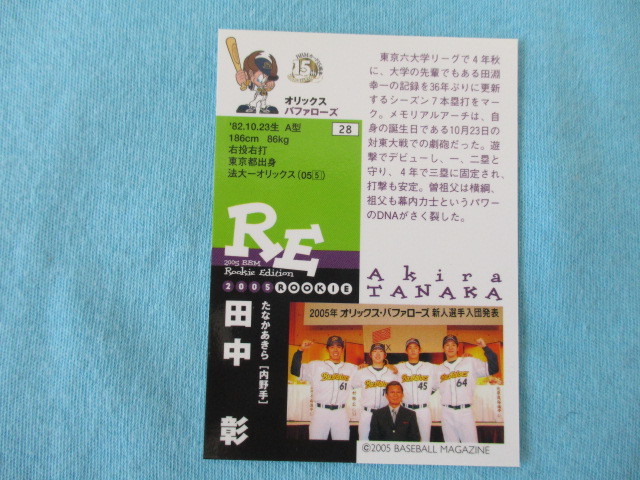 オリックス
バファローズ
'82.10.23生 A型
28
186cm 86kg
右投右打
東京都出身
法大―オリックス(05⑤)
東京六大学リーグで4年秋
に、大学の先輩でもある田淵
幸一の記録を36年ぶりに更新
するシーズン7本塁打をマー
ク。メモリアルアーチは、自
身の誕生日である10月23日の
対東大戦での劇砲だった。遊
撃でデビューし、一、二塁と
守り、4年で三塁に固定され、
打撃も安定。曽祖父は横綱、
祖父も幕内力士というパワー
のDNAがさく裂した。
RE
2005 BBM
Rookie Edition
2005 ROOKIE
Akira
TANAKA
田中 彰
たなかあきら[内野手]
2005年 オリックス・バファローズ 新人選手入団発表
61
45
64
©2005 BASEBALL MAGAZINE